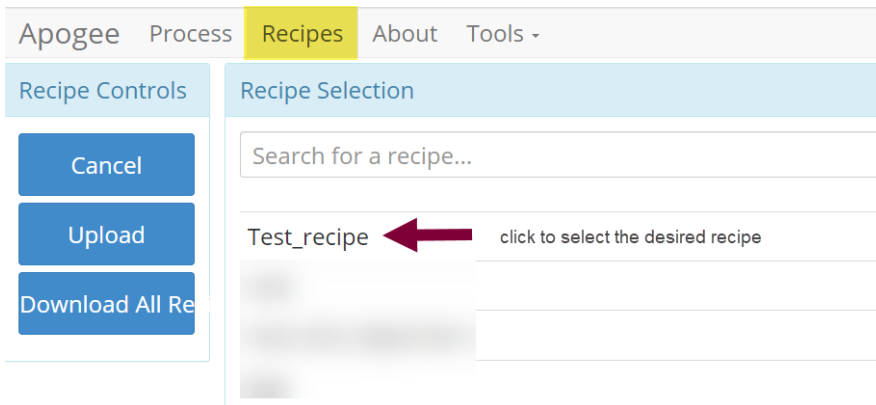 Apogee Process Recipes About Tools
Recipe Controls
Cancel
Upload
Download All Re
Recipe Selection
Search for a recipe...
Test_recipe click to select the desired recipe